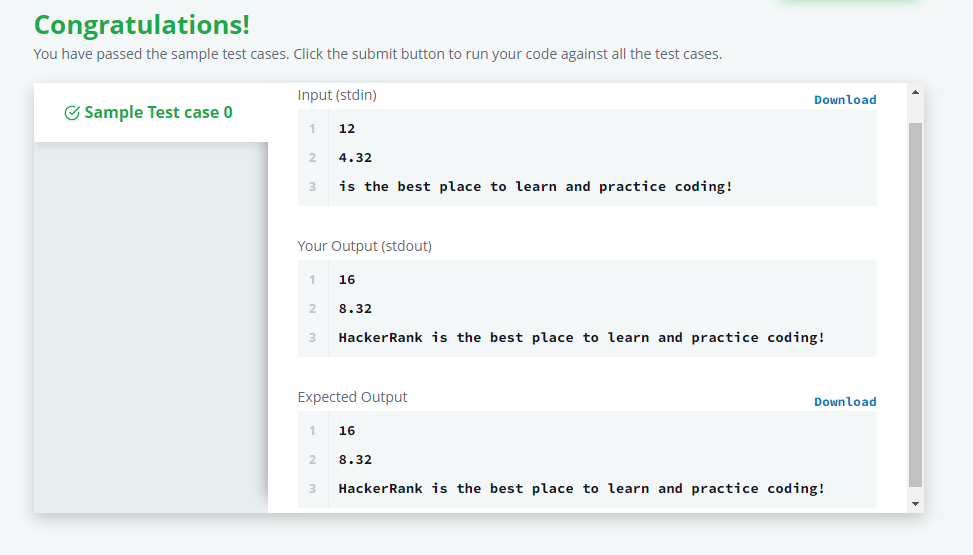 Congratulations!
You have passed the sample test cases. Click the submit button to run your code against all the test cases.
Sample Test case 0
Input (stdin)
Download
1 12
2 4.32
3 is the best place to learn and practice coding!
Your Output (stdout)
1 16
2 8.32
3 HackerRank is the best place to learn and practice coding!
Expected Output
Download
1 16
2 8.32
3 HackerRank is the best place to learn and practice coding!